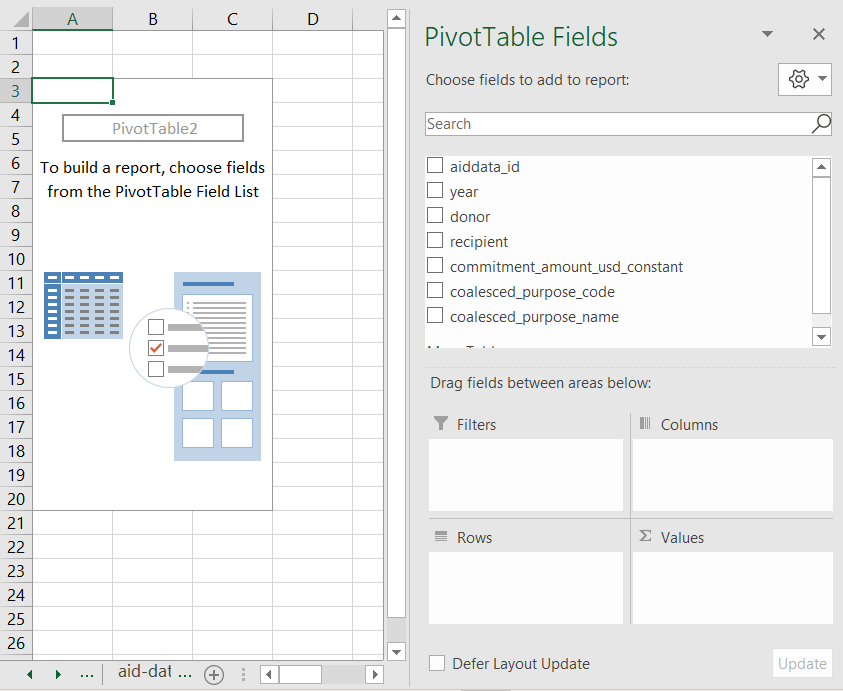 A B C D
1
2
3
4
5
6
7
8
9
10
11
12
13
14
15
16
17
18
19
20
21
22
23
24
25
26
PivotTable2
To build a report, choose fields
from the PivotTable Field List
aid-dat ...
...
PivotTable Fields
Choose fields to add to report:
Search
aiddata_id
year
donor
recipient
commitment_amount_usd_constant
coalesced_purpose_code
coalesced_purpose_name
Drag fields between areas below:
Filters
Columns
Rows
Σ Values
Defer Layout Update
Update